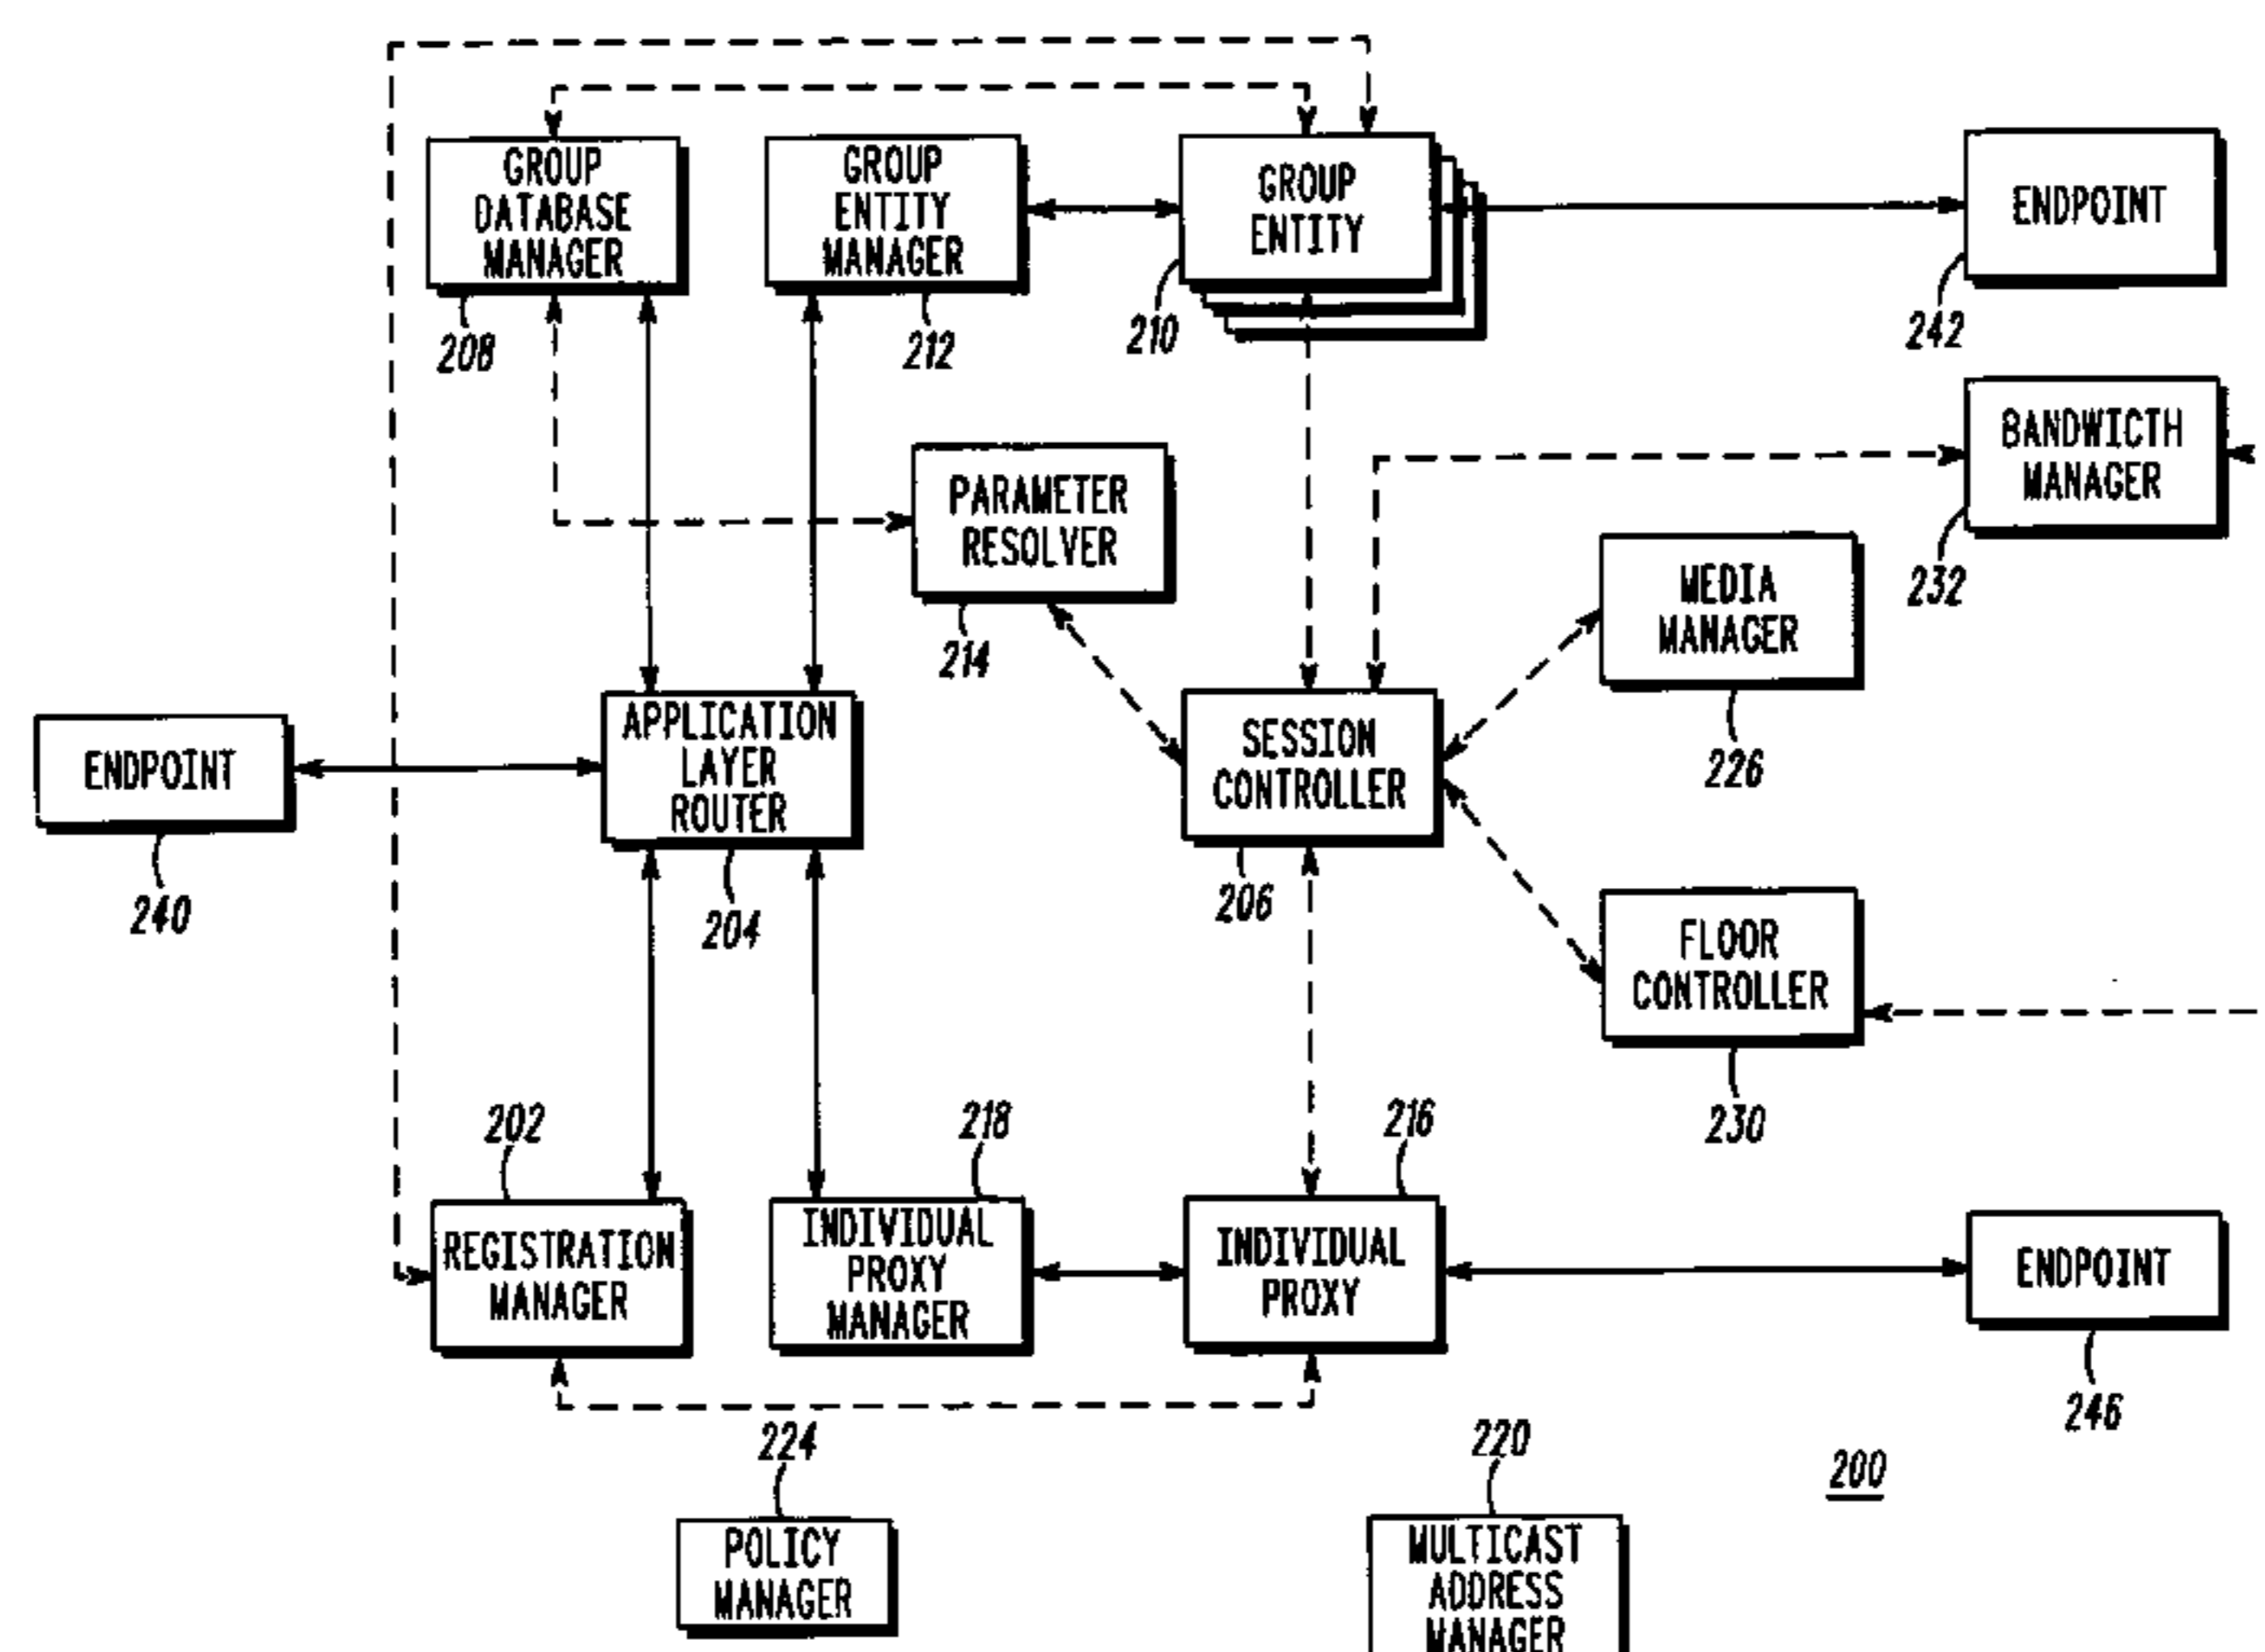 GROUP
DATABASE
MANAGER
208
GROUP
ENTITY
MANAGER
212
GROUP
ENTITY
210
ENDPOINT
242
PARAMETER
RESOLVER
214
BANDWICTH
MANAGER
232
MEDIA
MANAGER
226
ENDPOINT
240
APPLICATION
LAYER
ROUTER
204
SESSION
CONTROLLER
206
FLOOR
CONTROLLER
230
202
REGISTRATION
MANAGER
218
INDIVIDUAL
PROXY
MANAGER
216
INDIVIDUAL
PROXY
ENDPOINT
246
224
POLICY
MANAGER
220
MULTICAST
ADDRESS
MANAGER
200